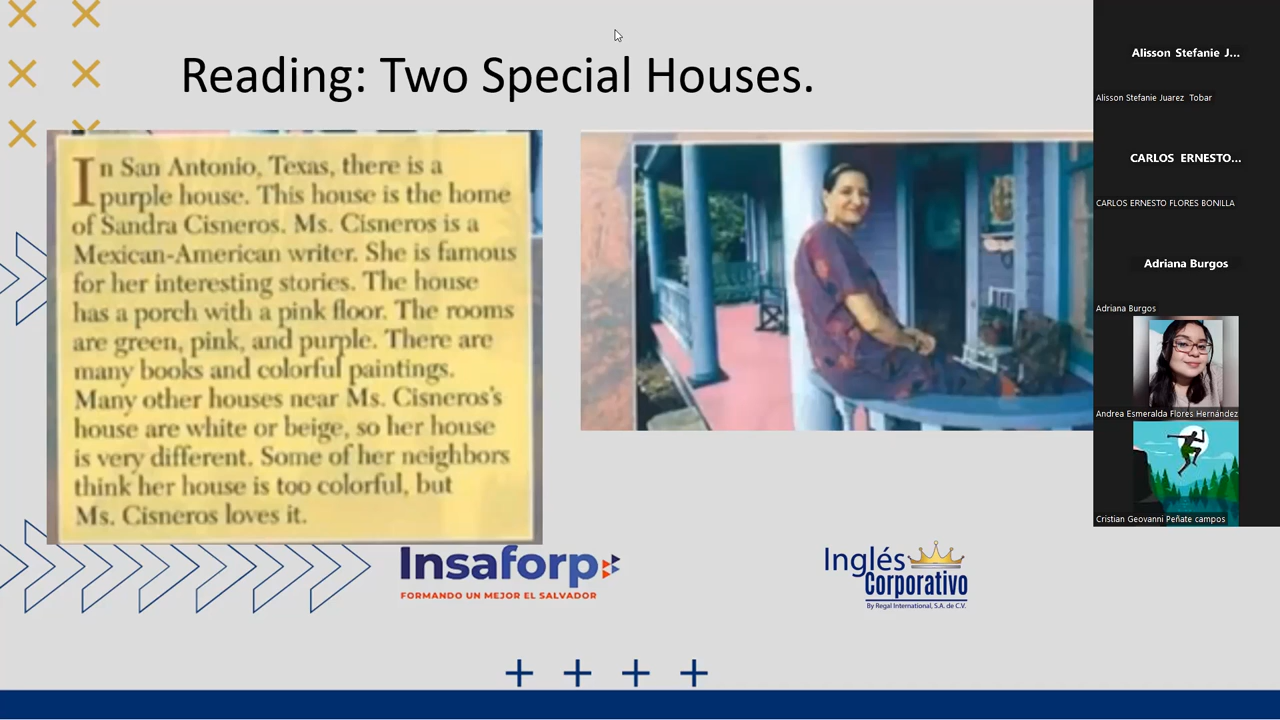 Reading: Two Special Houses.
In San Antonio, Texas, there is a
purple house. This house is the home
of Sandra Cisneros. Ms. Cisneros is a
Mexican-American writer. She is famous
for her interesting stories. The house
has a porch with a pink floor. The rooms
are green, pink, and purple. There are
many books and colorful paintings.
Many other houses near Ms. Cisneros's
house are white or beige, so her house
is very different. Some of her neighbors
think her house is too colorful, but
Ms. Cisneros loves it.
Insaforp
FORMANDO UN MEJOR EL SALVADOR
Inglés
Corporativo
By Regal International, S.A. de C.V.
Alisson Stefanie J...
Alisson Stefanie Juarez Tobar
CARLOS ERNESTO...
CARLOS ERNESTO FLORES BONILLA
Adriana Burgos
Adriana Burgos
Andrea Esmeralda Flores Hernández
Cristian Geovanni Peñate campos